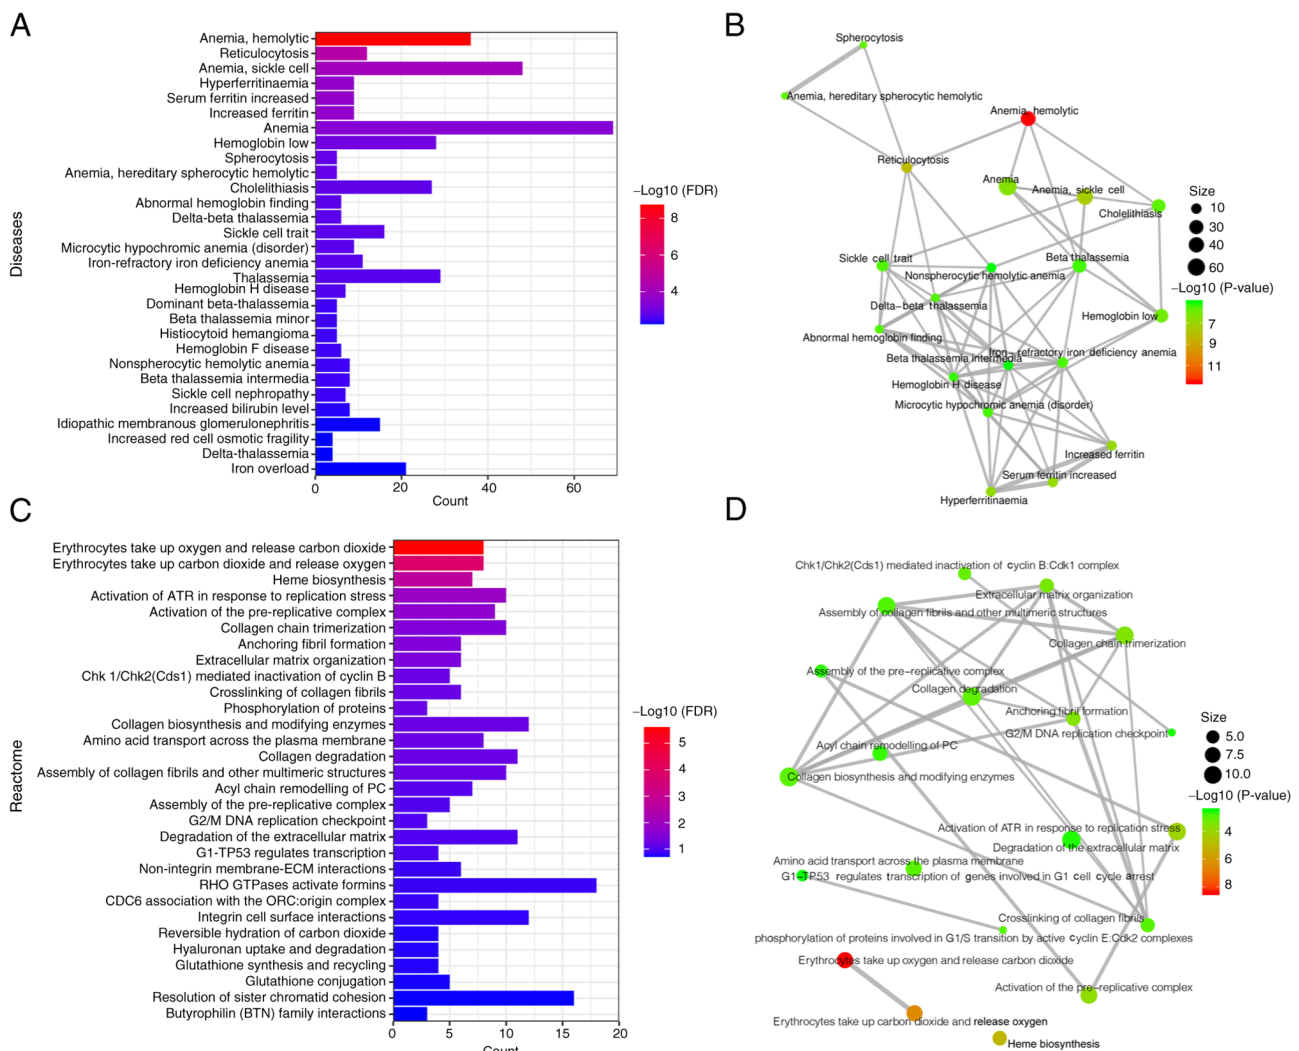 A
Anemia, hemolytic
Reticulocytosis
Anemia, sickle cell
Hyperferritinaemia
Serum ferritin increased
Increased ferritin
Anemia
Hemoglobin low
Spherocytosis
Anemia, hereditary spherocytic hemolytic
Cholelithiasis
Abnormal hemoglobin finding
Delta-beta thalassemia
Sickle cell trait
Microcytic hypochromic anemia (disorder)
Iron-refractory iron deficiency anemia
Thalassemia
Hemoglobin H disease
Dominant beta-thalassemia
Beta thalassemia minor
Histiocytoid hemangioma
Hemoglobin F disease
Nonspherocytic hemolytic anemia
Beta thalassemia intermedia
Sickle cell nephropathy
Increased bilirubin level
Idiopathic membranous glomerulonephritis
Increased red cell osmotic fragility
Delta-thalassemia
Iron overload
Diseases
0 20 40 60
Count
−Log10 (FDR)
8
6
4
B
Spherocytosis
Anemia, hereditary spherocytic hemolytic
Anemia, hemolytic
Reticulocytosis
Anemia
Anemia, sickle cell
Cholelithiasis
Sickle cell trait
Beta thalassemia
Nonspherocytic hemolytic anemia
Delta−beta thalassemia
Hemoglobin low
Abnormal hemoglobin finding
Iron−refractory iron deficiency anemia
Beta thalassemia intermedia
Hemoglobin H disease
Microcytic hypochromic anemia (disorder)
Increased ferritin
Serum ferritin increased
Hyperferritinaemia
Size
10
30
40
60
−Log10 (P-value)
7
9
11
C
Erythrocytes take up oxygen and release carbon dioxide
Erythrocytes take up carbon dioxide and release oxygen
Heme biosynthesis
Activation of ATR in response to replication stress
Activation of the pre-replicative complex
Collagen chain trimerization
Anchoring fibril formation
Extracellular matrix organization
Chk 1/Chk2(Cds1) mediated inactivation of cyclin B
Crosslinking of collagen fibrils
Phosphorylation of proteins
Collagen biosynthesis and modifying enzymes
Amino acid transport across the plasma membrane
Collagen degradation
Assembly of collagen fibrils and other multimeric structures
Acyl chain remodelling of PC
Assembly of the pre-replicative complex
G2/M DNA replication checkpoint
Degradation of the extracellular matrix
G1-TP53 regulates transcription
Non-integrin membrane-ECM interactions
RHO GTPases activate formins
CDC6 association with the ORC:origin complex
Integrin cell surface interactions
Reversible hydration of carbon dioxide
Hyaluronan uptake and degradation
Glutathione synthesis and recycling
Glutathione conjugation
Resolution of sister chromatid cohesion
Butyrophilin (BTN) family interactions
Reactome
0 5 10 15 20
Count
−Log10 (FDR)
5
4
3
2
1
D
Chk1/Chk2(Cds1) mediated inactivation of cyclin B:Cdk1 complex
Extracellular matrix organization
Assembly of collagen fibrils and other multimeric structures
Collagen chain trimerization
Assembly of the pre−replicative complex
Collagen degradation
Anchoring fibril formation
G2/M DNA replication checkpoint
Acyl chain remodelling of PC
Collagen biosynthesis and modifying enzymes
Activation of ATR in response to replication stress
Degradation of the extracellular matrix
Amino acid transport across the plasma membrane
G1−TP53 regulates transcription of genes involved in G1 cell cycle arrest
Crosslinking of collagen fibrils
phosphorylation of proteins involved in G1/S transition by active cyclin E:Cdk2 complexes
Erythrocytes take up oxygen and release carbon dioxide
Activation of the pre−replicative complex
Erythrocytes take up carbon dioxide and release oxygen
Heme biosynthesis
Size
5.0
7.5
10.0
−Log10 (P-value)
4
6
8